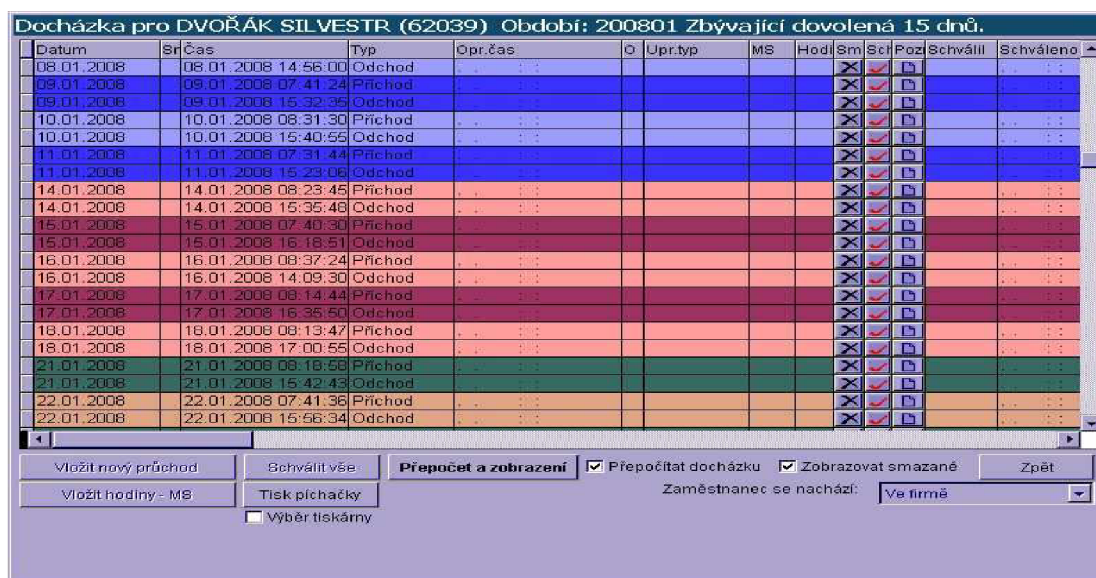 Docházka pro DVOŘÁK SILVESTR (62039) Období: 200801 Zbývající dovolená 15 dnů.
Datum Sr Čas Typ Opr.čas O Upr.typ MS Hodi Sm Sch Pozi Schválil Schváleno
08.01.2008 08.01.2008 14:56:00 Odchod
09.01.2008 09.01.2008 07:41:24 Příchod
09.01.2008 09.01.2008 15:32:35 Odchod
10.01.2008 10.01.2008 08:31:30 Příchod
10.01.2008 10.01.2008 15:40:55 Odchod
11.01.2008 11.01.2008 07:31:44 Příchod
11.01.2008 11.01.2008 15:23:06 Odchod
14.01.2008 14.01.2008 08:23:45 Příchod
14.01.2008 14.01.2008 15:35:48 Odchod
15.01.2008 15.01.2008 07:40:30 Příchod
15.01.2008 15.01.2008 16:18:51 Odchod
16.01.2008 16.01.2008 08:37:24 Příchod
16.01.2008 16.01.2008 14:09:30 Odchod
17.01.2008 17.01.2008 08:14:44 Příchod
17.01.2008 17.01.2008 16:35:50 Odchod
18.01.2008 18.01.2008 08:13:47 Příchod
18.01.2008 18.01.2008 17:00:55 Odchod
21.01.2008 21.01.2008 08:18:58 Příchod
21.01.2008 21.01.2008 15:42:43 Odchod
22.01.2008 22.01.2008 07:41:36 Příchod
22.01.2008 22.01.2008 15:56:34 Odchod
Vložit nový průchod Schválit vše Přepočet a zobrazení Přepočítat docházku Zobrazovat smazané Zpět
Vložit hodiny - MS Tisk píchačky Zaměstnanec se nachází: Ve firmě
Výběr tiskárny